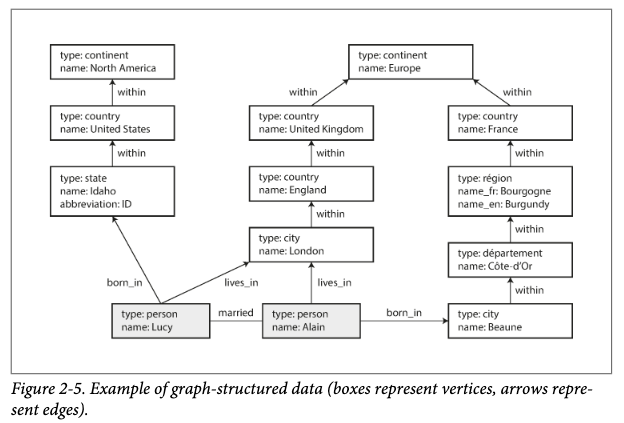 type: continent
name: North America
type: continent
name: Europe
within
within
within
type: country
name: United States
type: country
name: United Kingdom
type: country
name: France
within
within
within
type: state
name: Idaho
abbreviation: ID
type: country
name: England
type: région
name_fr: Bourgogne
name_en: Burgundy
within
within
type: city
name: London
type: département
name: Côte-d'Or
born_in
lives_in
lives_in
within
type: person
name: Lucy
married
type: person
name: Alain
born_in
type: city
name: Beaune
Figure 2-5. Example of graph-structured data (boxes represent vertices, arrows repre-
sent edges).